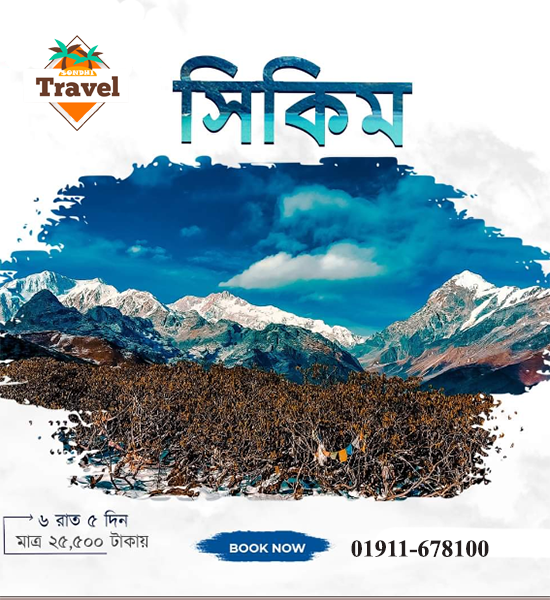 SONDHI
Travel
সিকিম
৬ রাত ৫ দিন
মাত্র ২৫,৫০০ টাকায়
BOOK NOW
01911-678100